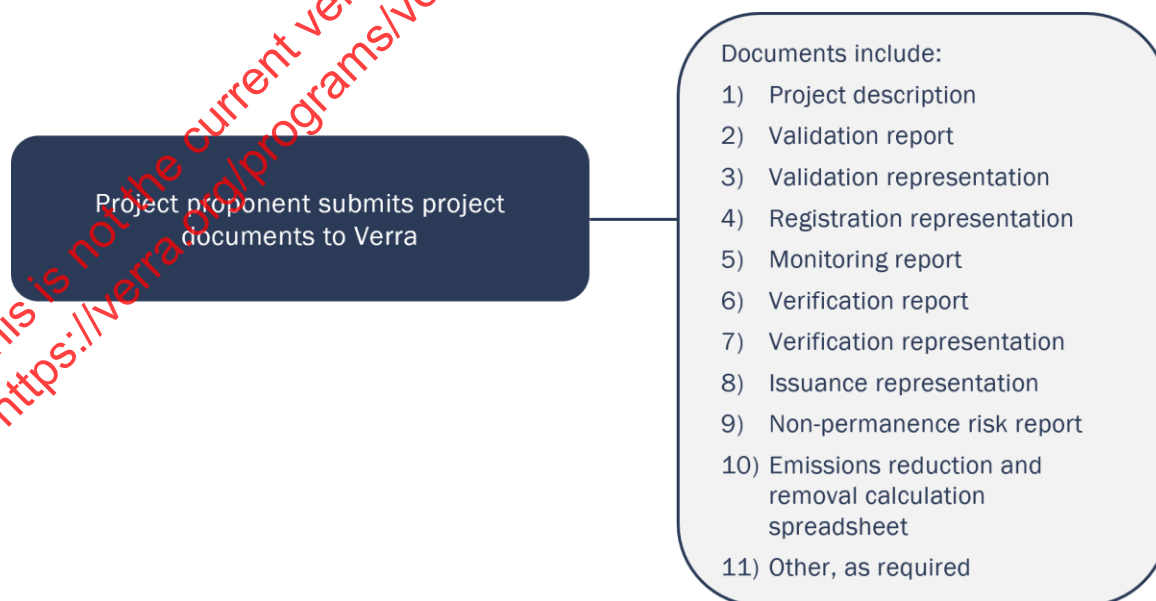 This is not the current ver
https://verra.org/programs/ve
Project proponent submits project
documents to Verra
Documents include:
1) Project description
2) Validation report
3) Validation representation
4) Registration representation
5) Monitoring report
6) Verification report
7) Verification representation
8) Issuance representation
9) Non-permanence risk report
10) Emissions reduction and
removal calculation
spreadsheet
11) Other, as required